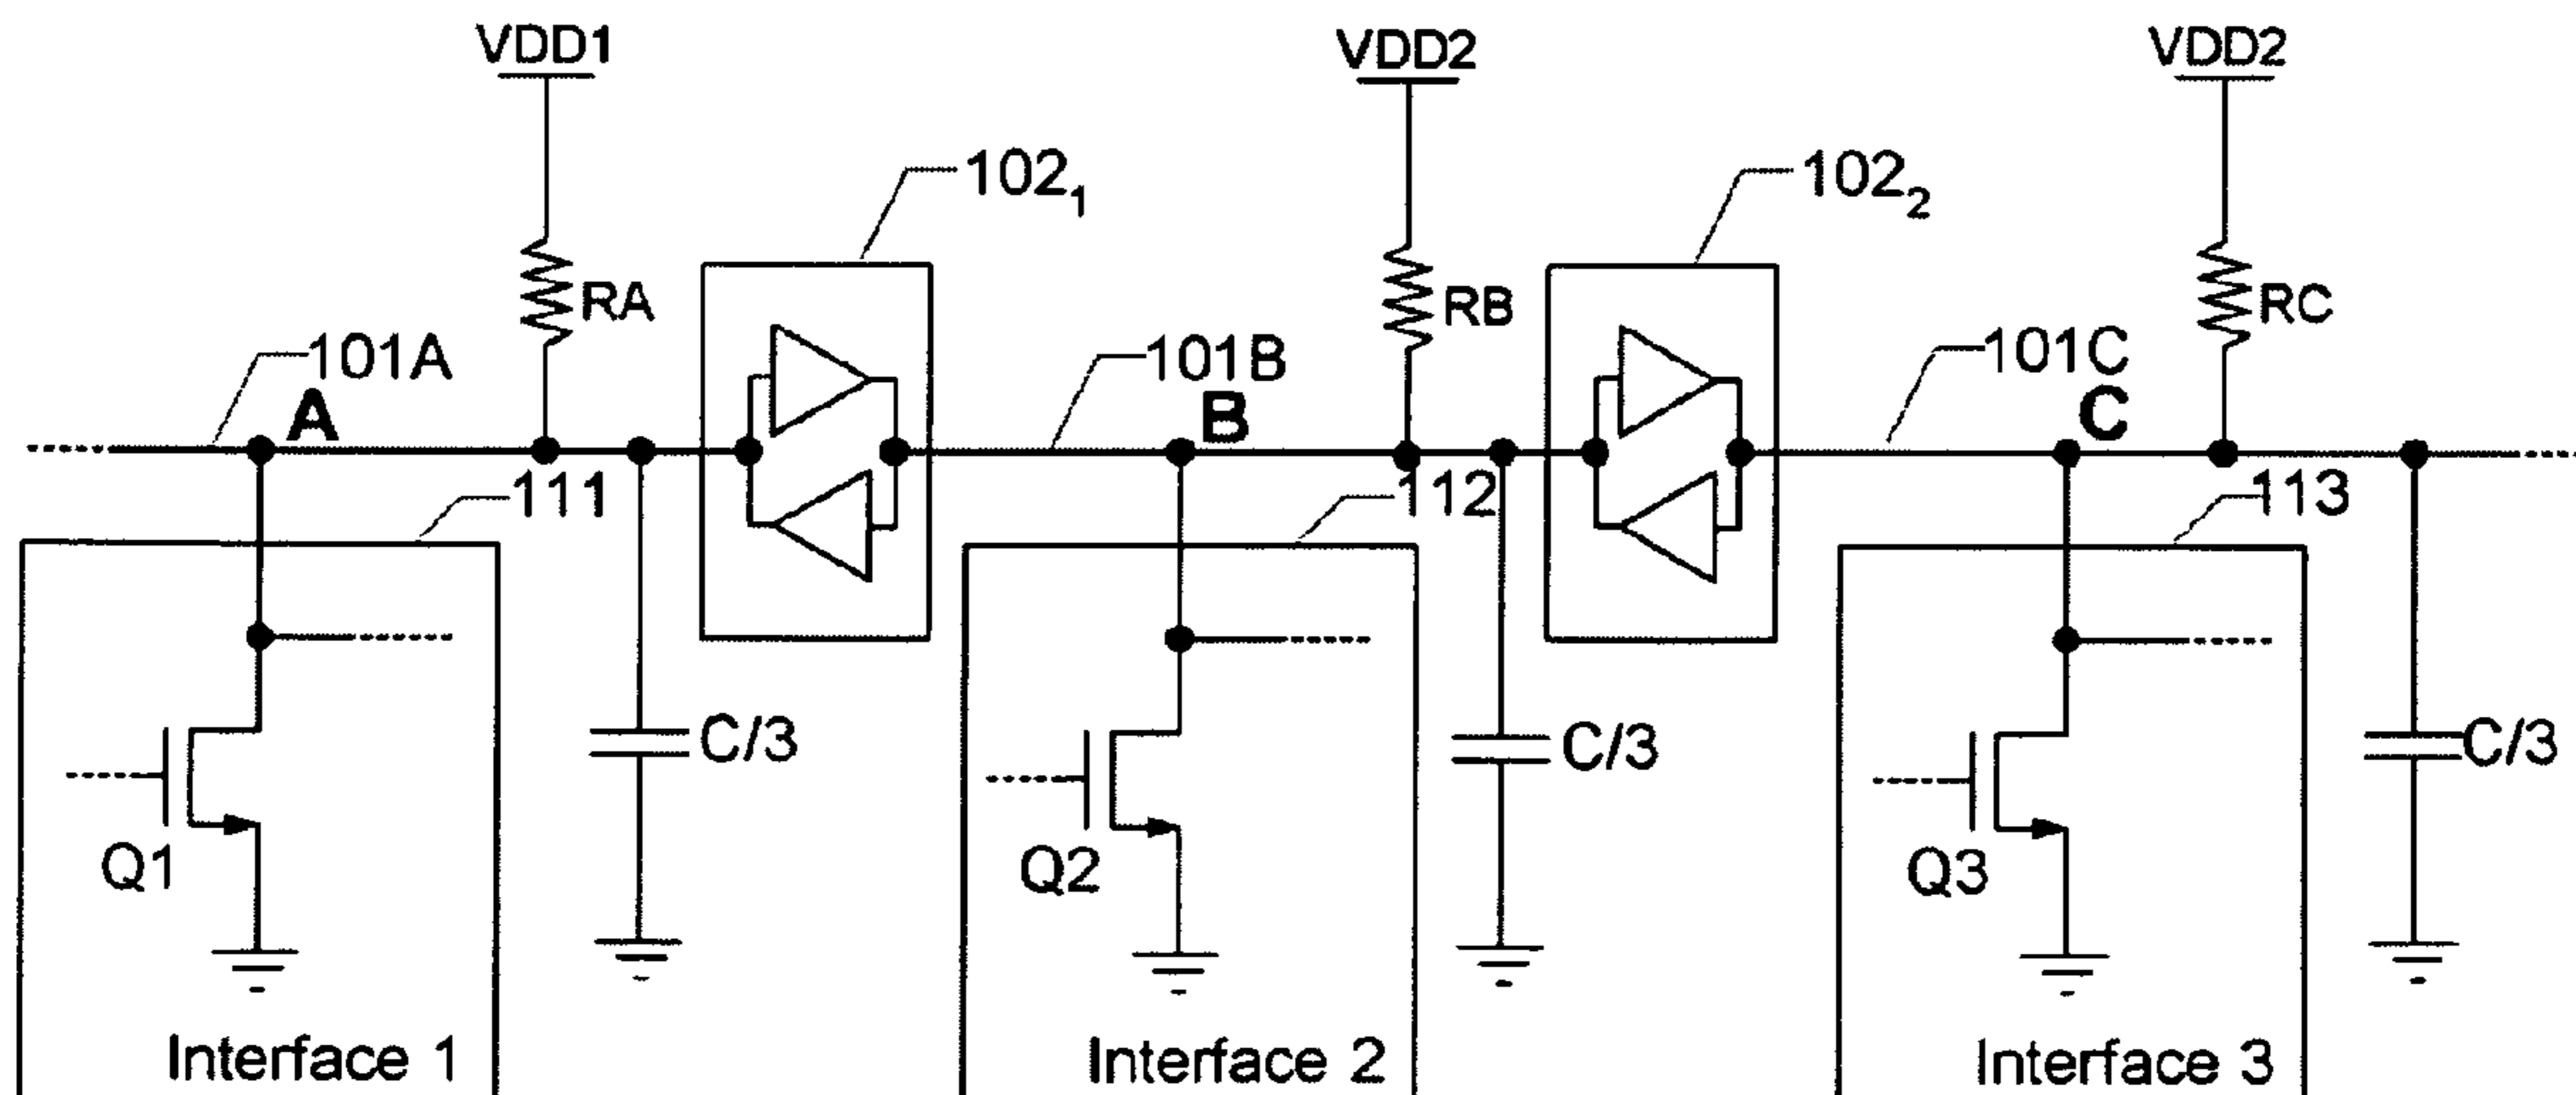 VDD1
VDD2
VDD2
102₁
102₂
RA
RB
RC
101A
101B
101C
A
B
C
111
112
113
C/3
C/3
C/3
Q1
Q2
Q3
Interface 1
Interface 2
Interface 3